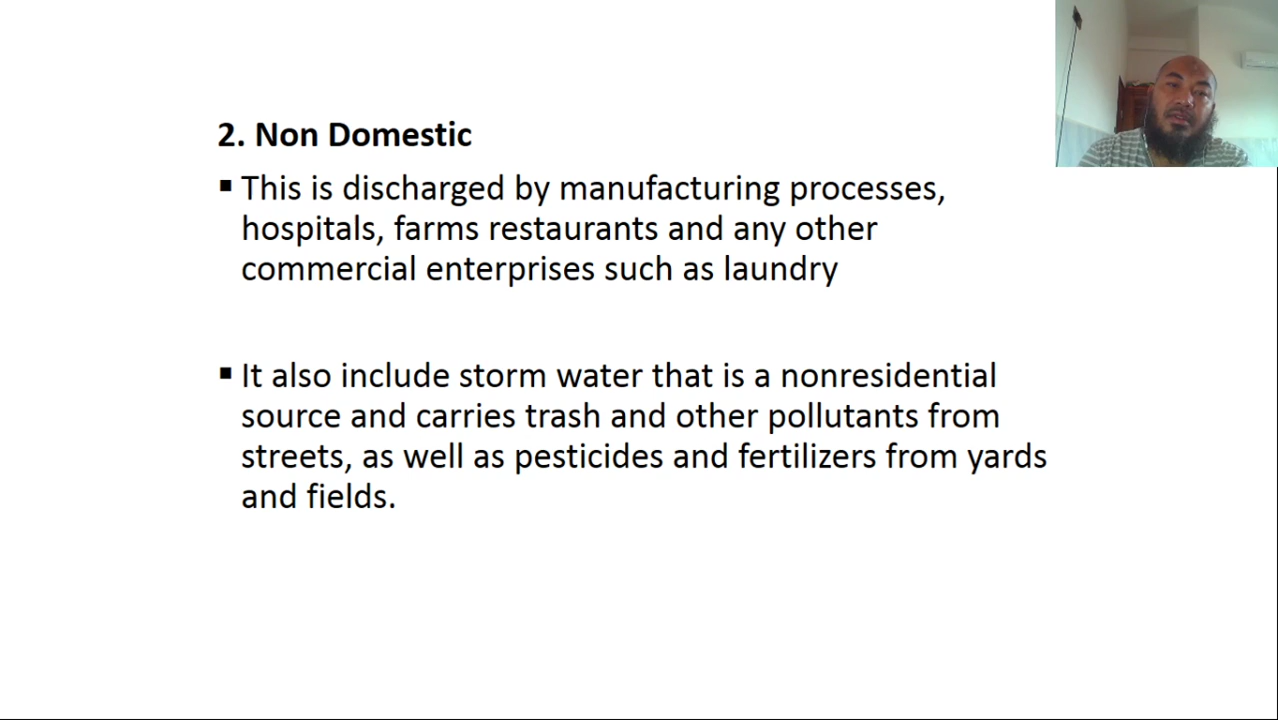 2. Non Domestic
▪ This is discharged by manufacturing processes,
hospitals, farms restaurants and any other
commercial enterprises such as laundry
▪ It also include storm water that is a nonresidential
source and carries trash and other pollutants from
streets, as well as pesticides and fertilizers from yards
and fields.